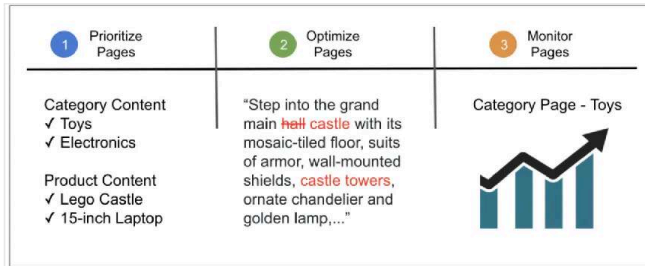 1 Prioritize
Pages
2 Optimize
Pages
3 Monitor
Pages
Category Content
✓ Toys
✓ Electronics
Product Content
✓ Lego Castle
✓ 15-inch Laptop
“Step into the grand
main hall castle with its
mosaic-tiled floor, suits
of armor, wall-mounted
shields, castle towers,
ornate chandelier and
golden lamp,...”
Category Page - Toys